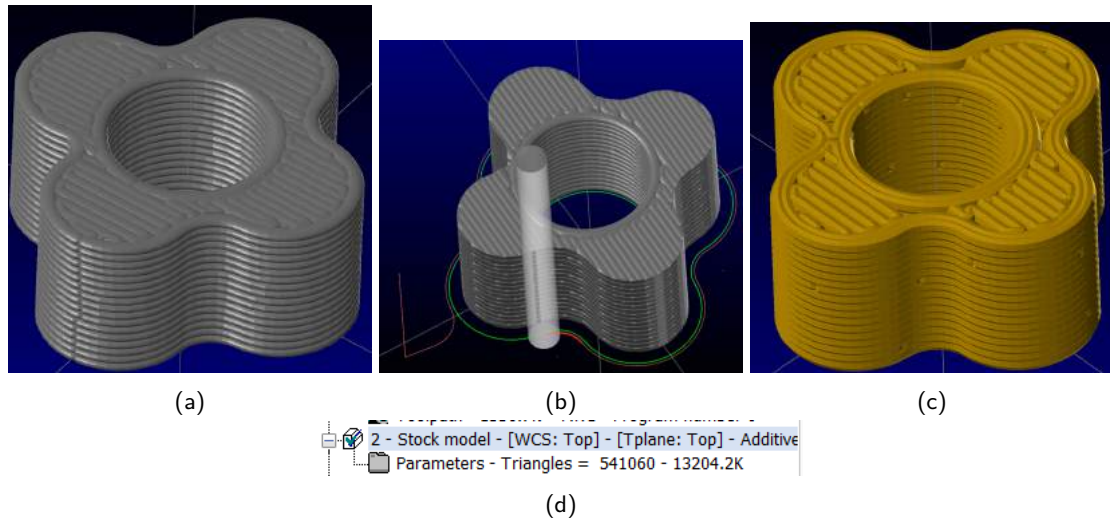 (a)
(b)
(c)
2 - Stock model - [WCS: Top] - [Tplane: Top] - Additive
Parameters - Triangles = 541060 - 13204.2K
(d)